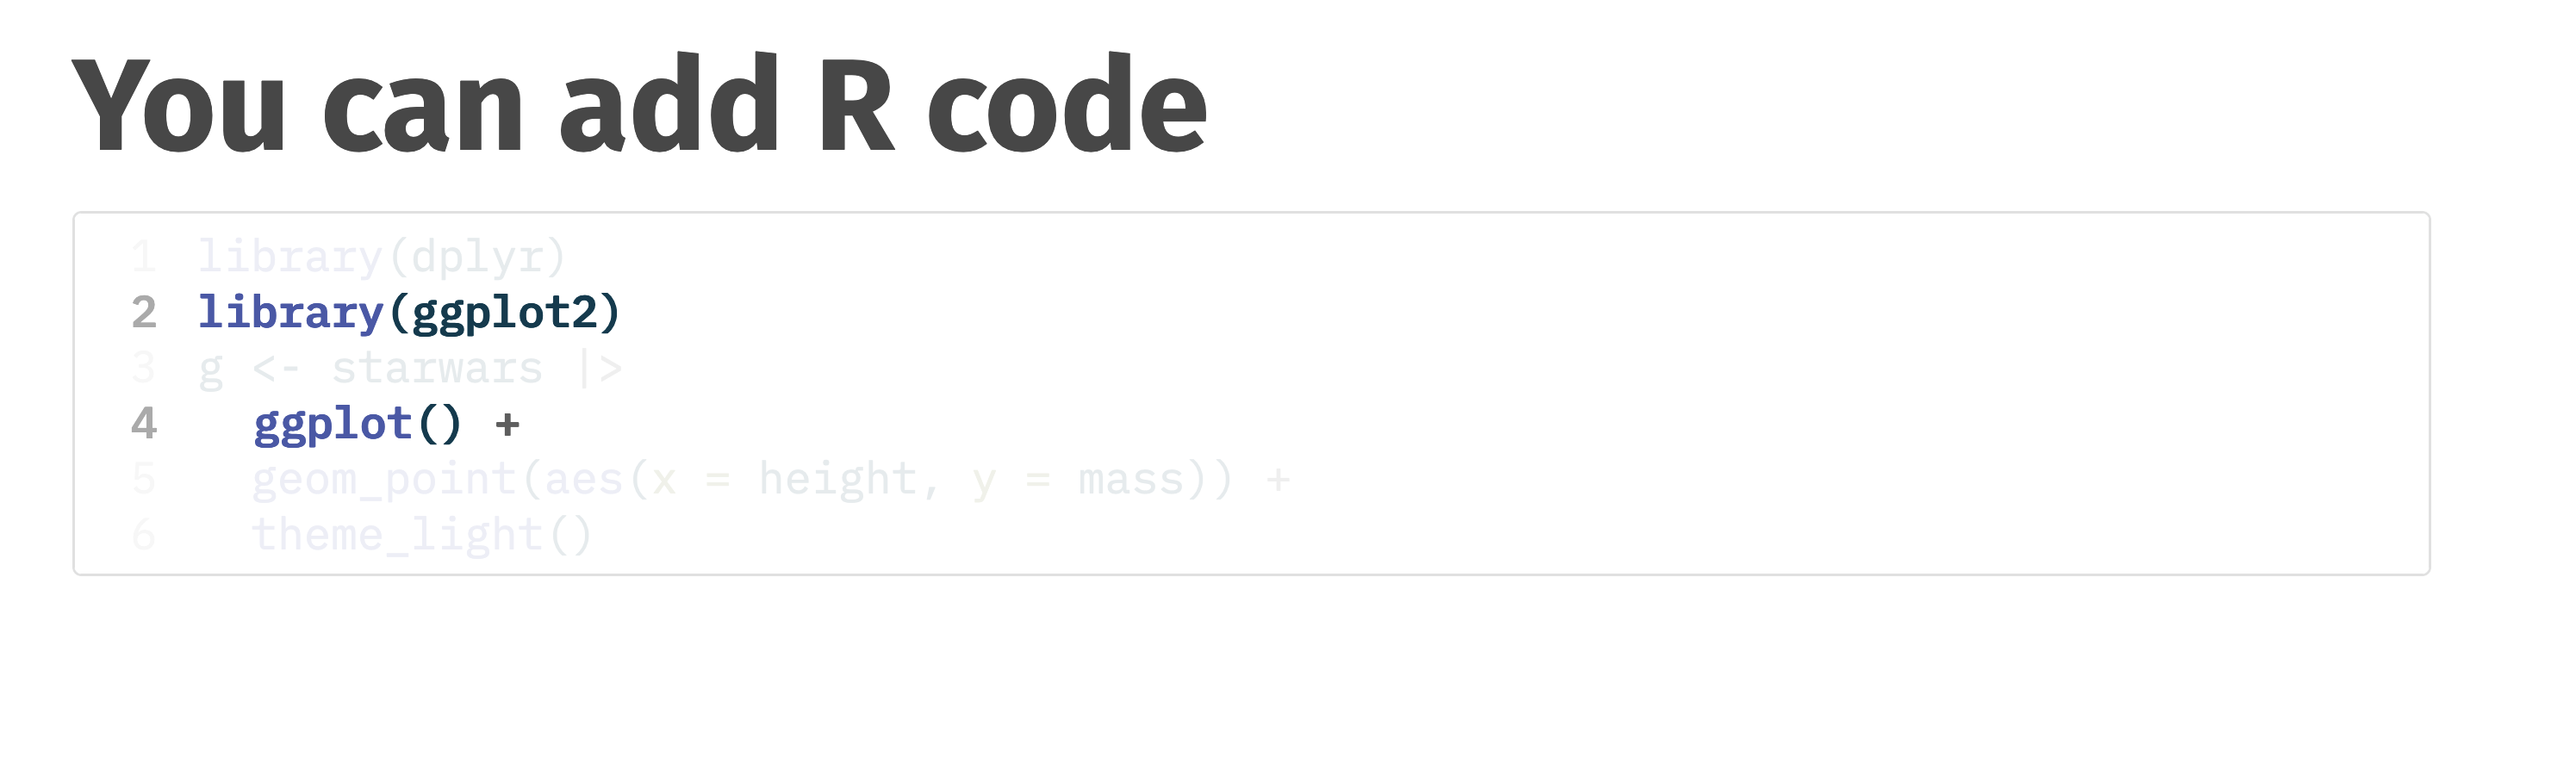 You can add R code
1 library(dplyr)
2 library(ggplot2)
3 g <- starwars |>
4   ggplot() +
5   geom_point(aes(x = height, y = mass)) +
6   theme_light()